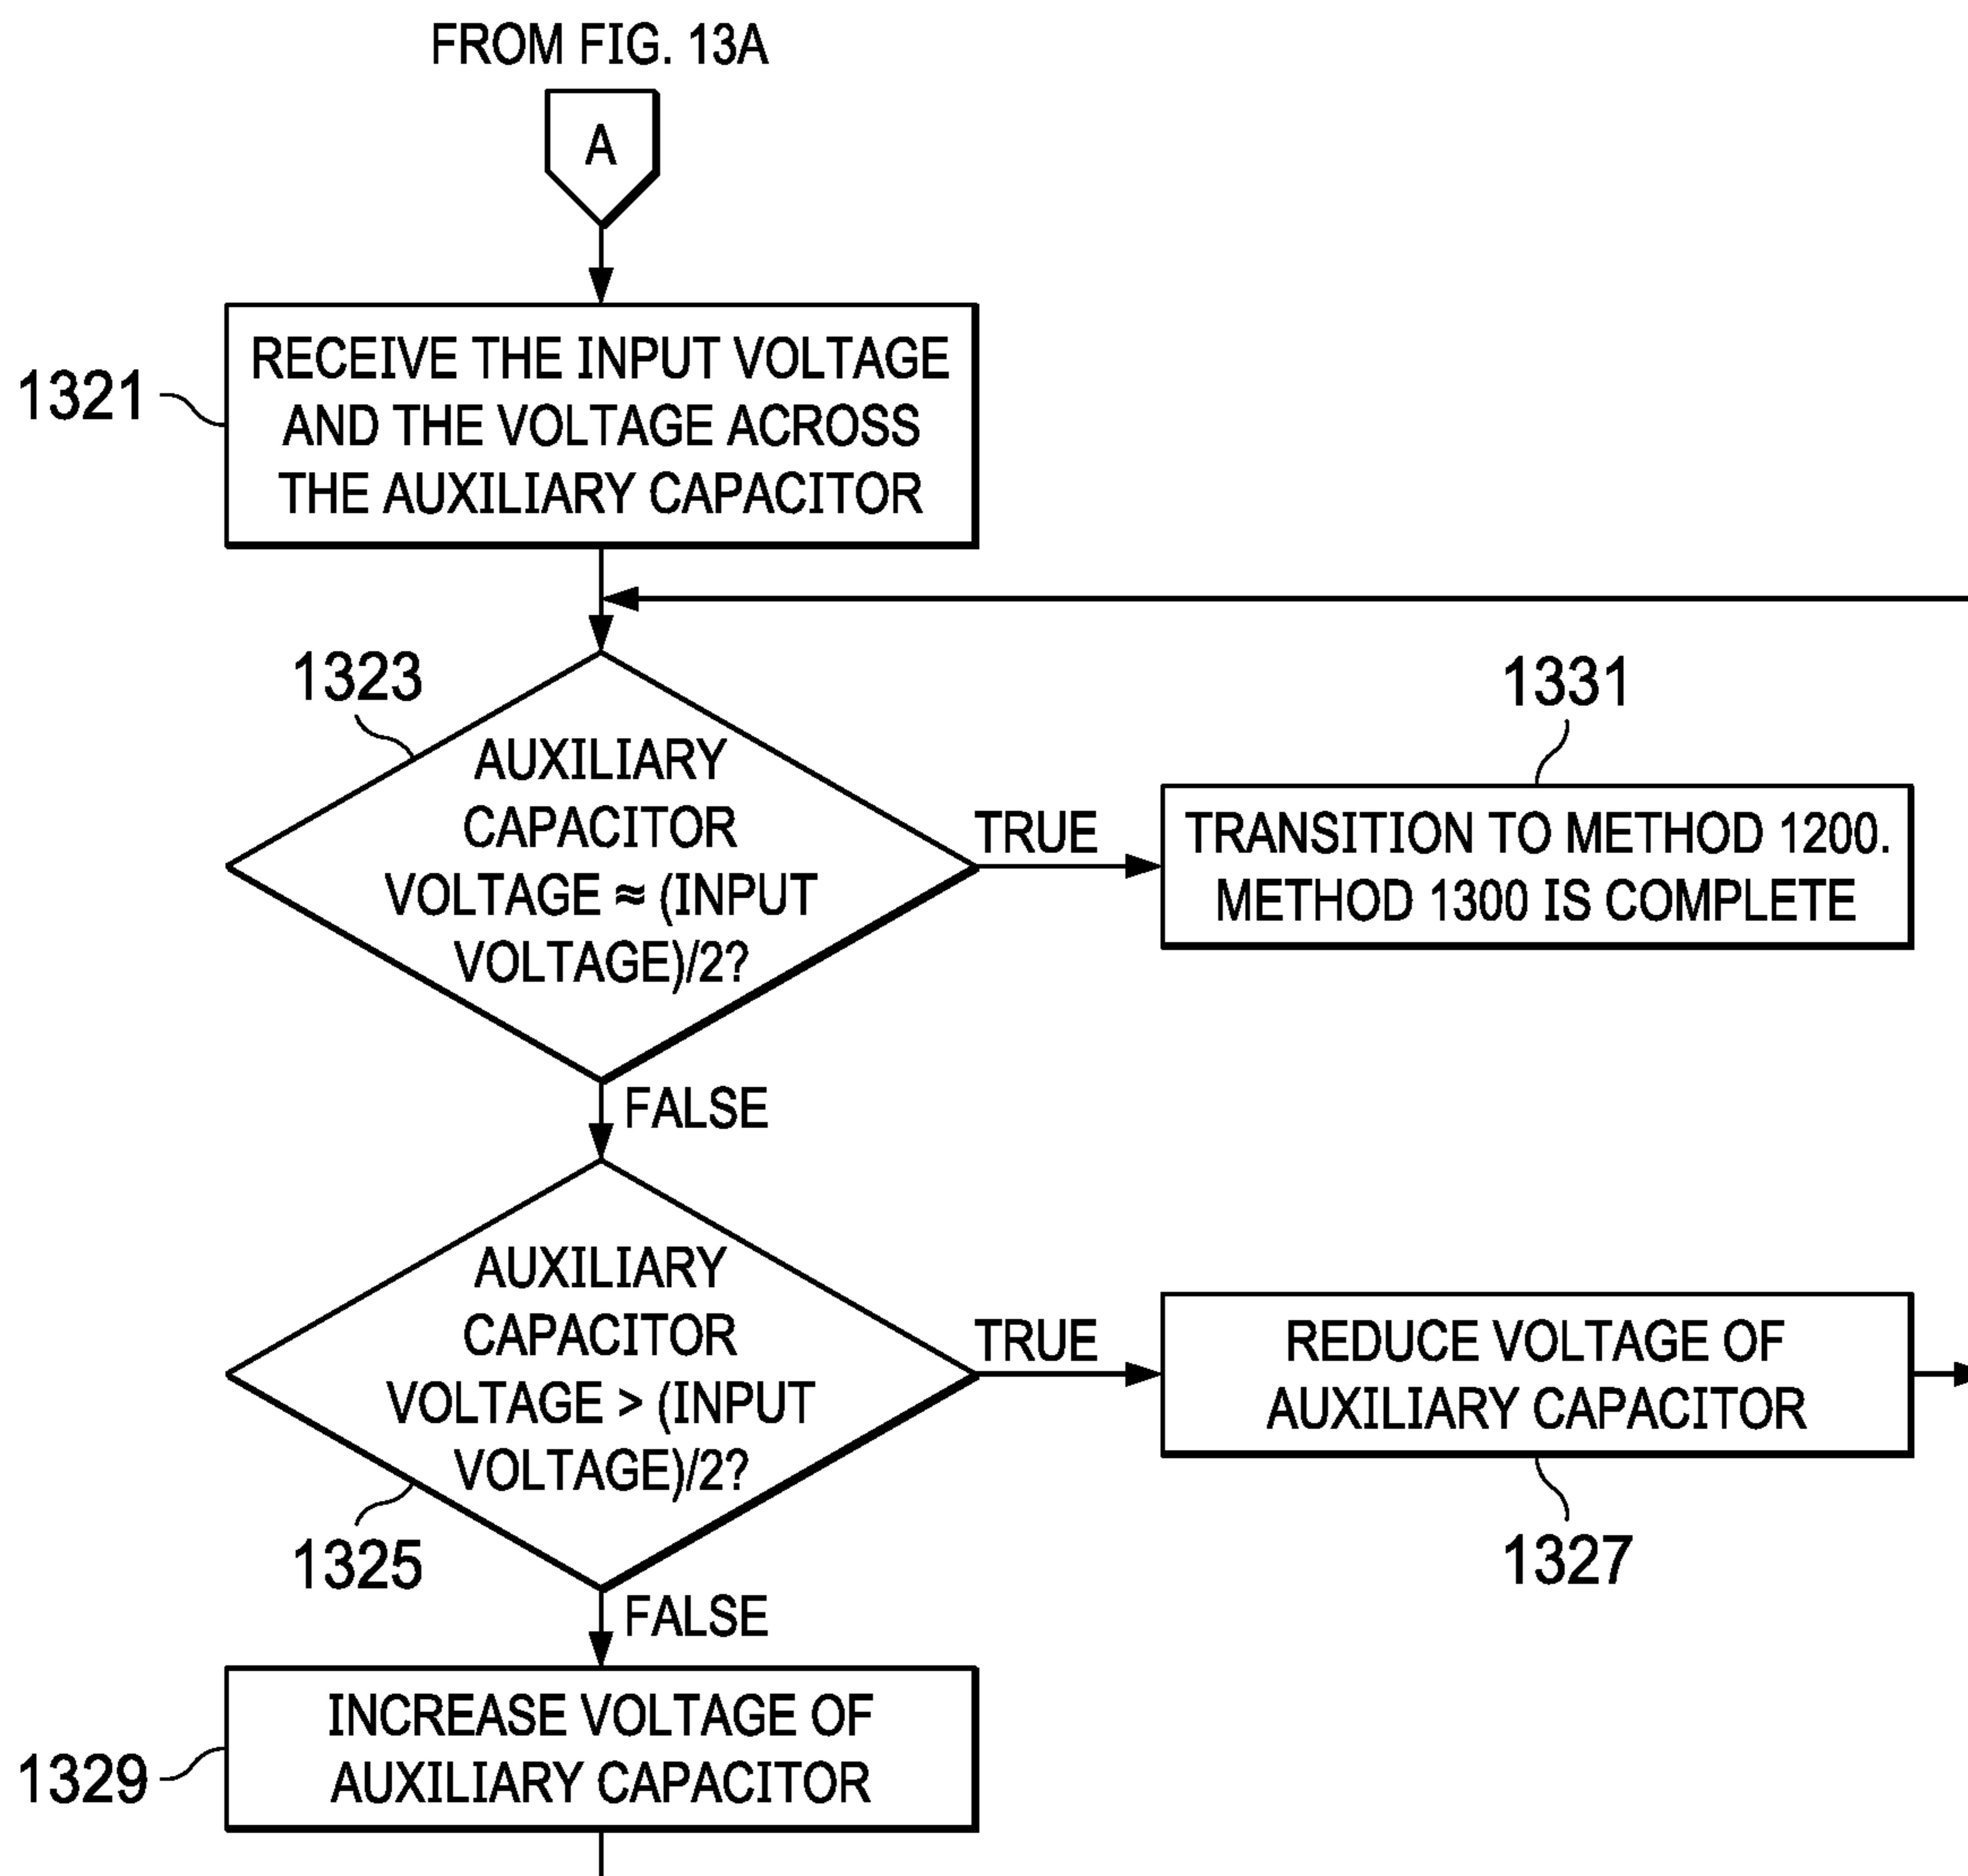 FROM FIG. 13A
A
1321
RECEIVE THE INPUT VOLTAGE
AND THE VOLTAGE ACROSS
THE AUXILIARY CAPACITOR
1323
AUXILIARY
CAPACITOR
VOLTAGE ≈ (INPUT
VOLTAGE)/2?
TRUE
1331
TRANSITION TO METHOD 1200.
METHOD 1300 IS COMPLETE
FALSE
AUXILIARY
CAPACITOR
VOLTAGE > (INPUT
VOLTAGE)/2?
1325
TRUE
REDUCE VOLTAGE OF
AUXILIARY CAPACITOR
1327
FALSE
1329
INCREASE VOLTAGE OF
AUXILIARY CAPACITOR